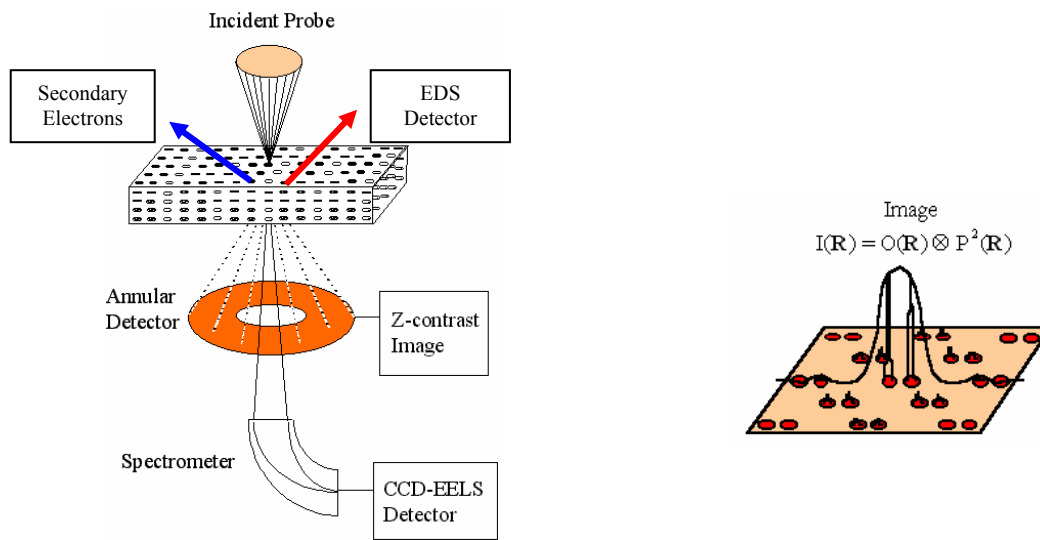 Incident Probe
Secondary
Electrons
EDS
Detector
Annular
Detector
Z-contrast
Image
Spectrometer
CCD-EELS
Detector
Image
I(R) = O(R) ⊗ P²(R)